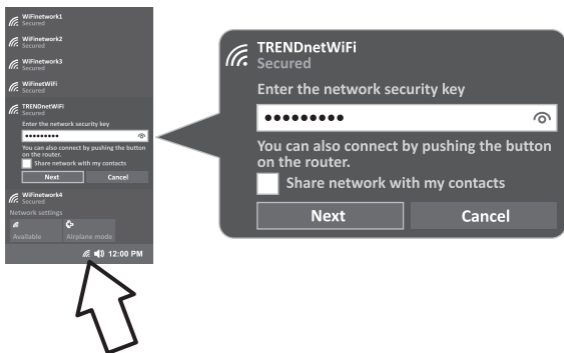 WiFinetwork1
Secured
WiFinetwork2
Secured
WiFinetwork3
Secured
WiFinetWiFi
Secured
TRENDnetWiFi
Secured
Enter the network security key
•••••••••
You can also connect by pushing the button
on the router.
Share network with my contacts
Next Cancel
WiFinetwork4
Secured
Network settings
Available Airplane mode
12:00 PM
TRENDnetWiFi
Secured
Enter the network security key
•••••••••
You can also connect by pushing the button
on the router.
Share network with my contacts
Next Cancel